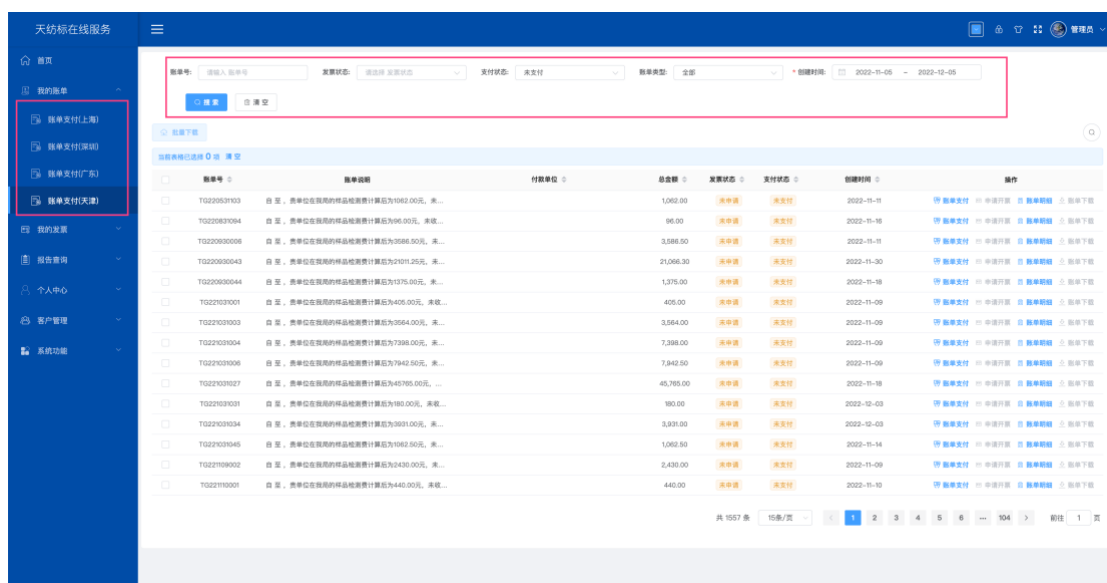 天纺标在线服务
管理员
首页
我的账单
账单支付(上海)
账单支付(深圳)
账单支付(广东)
账单支付(天津)
我的发票
报告查询
个人中心
客户管理
系统功能
账单号: 请输入 账单号 发票状态: 请选择 发票状态 支付状态: 未支付 账单类型: 全部 * 创建时间: 2022-11-05 - 2022-12-05
搜 索 清 空
批量下载
当前表格已选择 0 项 清 空
账单号 账单说明 付款单位 总金额 发票状态 支付状态 创建时间 操作
TG220531103 自 至 ，贵单位在我局的样品检测费计算后为1062.00元，未... 1,062.00 未申请 未支付 2022-11-11 账单支付 申请开票 账单明细 账单下载
TG220831094 自 至 ，贵单位在我局的样品检测费计算后为96.00元，未收... 96.00 未申请 未支付 2022-11-16 账单支付 申请开票 账单明细 账单下载
TG220930006 自 至 ，贵单位在我局的样品检测费计算后为3586.50元，未... 3,586.50 未申请 未支付 2022-11-11 账单支付 申请开票 账单明细 账单下载
TG220930043 自 至 ，贵单位在我局的样品检测费计算后为21011.25元，未... 21,066.30 未申请 未支付 2022-11-30 账单支付 申请开票 账单明细 账单下载
TG220930044 自 至 ，贵单位在我局的样品检测费计算后为1375.00元，未... 1,375.00 未申请 未支付 2022-11-18 账单支付 申请开票 账单明细 账单下载
TG221031001 自 至 ，贵单位在我局的样品检测费计算后为405.00元，未收... 405.00 未申请 未支付 2022-11-09 账单支付 申请开票 账单明细 账单下载
TG221031003 自 至 ，贵单位在我局的样品检测费计算后为3564.00元，未... 3,564.00 未申请 未支付 2022-11-09 账单支付 申请开票 账单明细 账单下载
TG221031004 自 至 ，贵单位在我局的样品检测费计算后为7398.00元，未... 7,398.00 未申请 未支付 2022-11-09 账单支付 申请开票 账单明细 账单下载
TG221031006 自 至 ，贵单位在我局的样品检测费计算后为7942.50元，未... 7,942.50 未申请 未支付 2022-11-09 账单支付 申请开票 账单明细 账单下载
TG221031027 自 至 ，贵单位在我局的样品检测费计算后为45765.00元，... 45,765.00 未申请 未支付 2022-11-18 账单支付 申请开票 账单明细 账单下载
TG221031031 自 至 ，贵单位在我局的样品检测费计算后为180.00元，未收... 180.00 未申请 未支付 2022-12-03 账单支付 申请开票 账单明细 账单下载
TG221031034 自 至 ，贵单位在我局的样品检测费计算后为3931.00元，未... 3,931.00 未申请 未支付 2022-12-03 账单支付 申请开票 账单明细 账单下载
TG221031045 自 至 ，贵单位在我局的样品检测费计算后为1062.50元，未... 1,062.50 未申请 未支付 2022-11-14 账单支付 申请开票 账单明细 账单下载
TG221109002 自 至 ，贵单位在我局的样品检测费计算后为2430.00元，未... 2,430.00 未申请 未支付 2022-11-09 账单支付 申请开票 账单明细 账单下载
TG221110001 自 至 ，贵单位在我局的样品检测费计算后为440.00元，未收... 440.00 未申请 未支付 2022-11-10 账单支付 申请开票 账单明细 账单下载
共 1557 条 15条/页 1 2 3 4 5 6 ... 104 前往 1 页